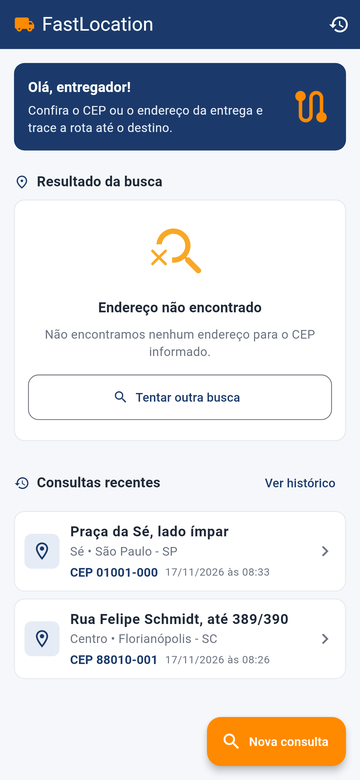 FastLocation
Olá, entregador!
Confira o CEP ou o endereço da entrega e
trace a rota até o destino.
Resultado da busca
Endereço não encontrado
Não encontramos nenhum endereço para o CEP
informado.
Tentar outra busca
Consultas recentes
Ver histórico
Praça da Sé, lado ímpar
Sé • São Paulo - SP
CEP 01001-000 17/11/2026 às 08:33
Rua Felipe Schmidt, até 389/390
Centro • Florianópolis - SC
CEP 88010-001 17/11/2026 às 08:26
Nova consulta